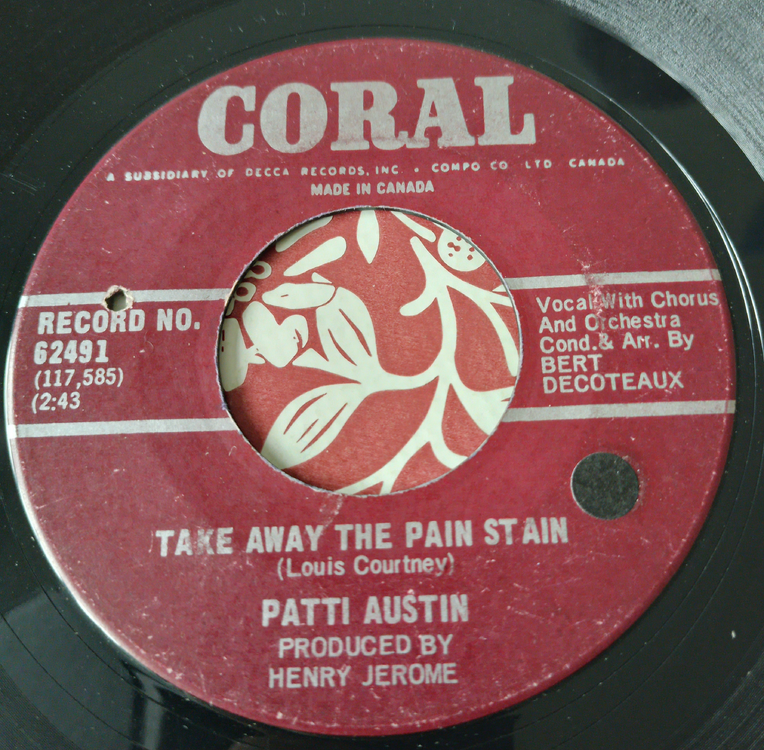 CORAL
A SUBSIDIARY OF DECCA RECORDS, INC. • COMPO CO. LTD. CANADA
MADE IN CANADA
RECORD NO.
62491
(117,585)
(2:43
Vocal With Chorus
And Orchestra
Cond.& Arr. By
BERT
DECOTEAUX
TAKE AWAY THE PAIN STAIN
(Louis Courtney)
PATTI AUSTIN
PRODUCED BY
HENRY JEROME